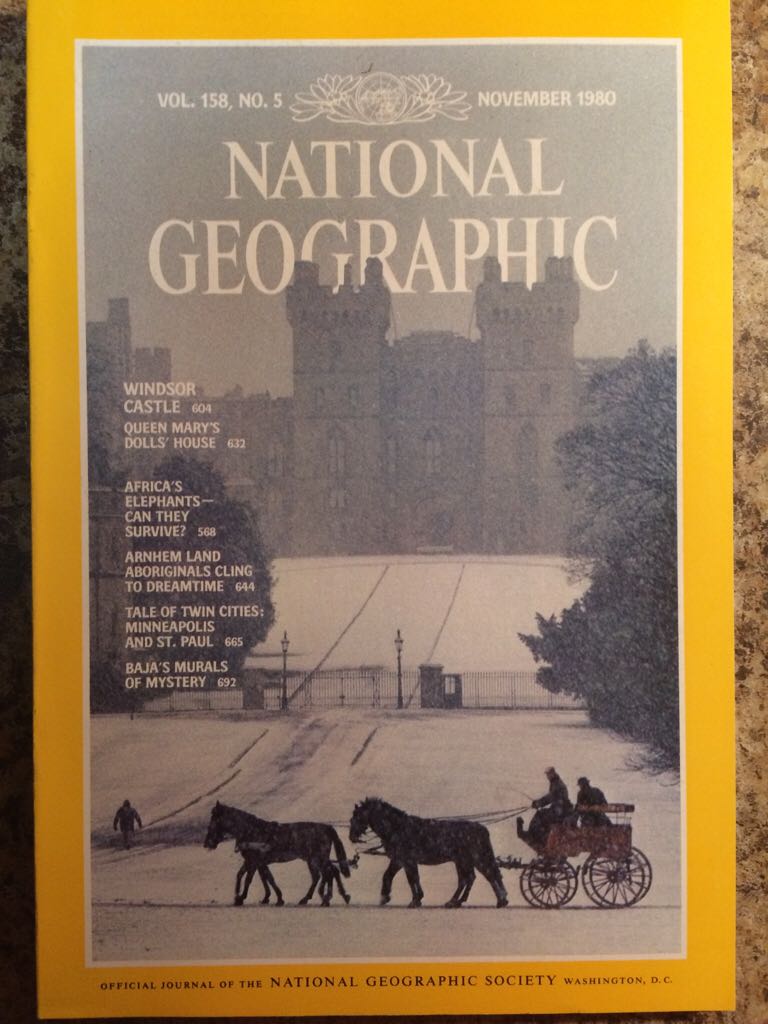 VOL. 158, NO. 5 NOVEMBER 1980
NATIONAL
GEOGRAPHIC
WINDSOR
CASTLE 604
QUEEN MARY'S
DOLLS' HOUSE 632
AFRICA'S
ELEPHANTS—
CAN THEY
SURVIVE? 568
ARNHEM LAND
ABORIGINALS CLING
TO DREAMTIME 644
TALE OF TWIN CITIES:
MINNEAPOLIS
AND ST. PAUL 665
BAJA'S MURALS
OF MYSTERY 692
OFFICIAL JOURNAL OF THE NATIONAL GEOGRAPHIC SOCIETY WASHINGTON, D.C.